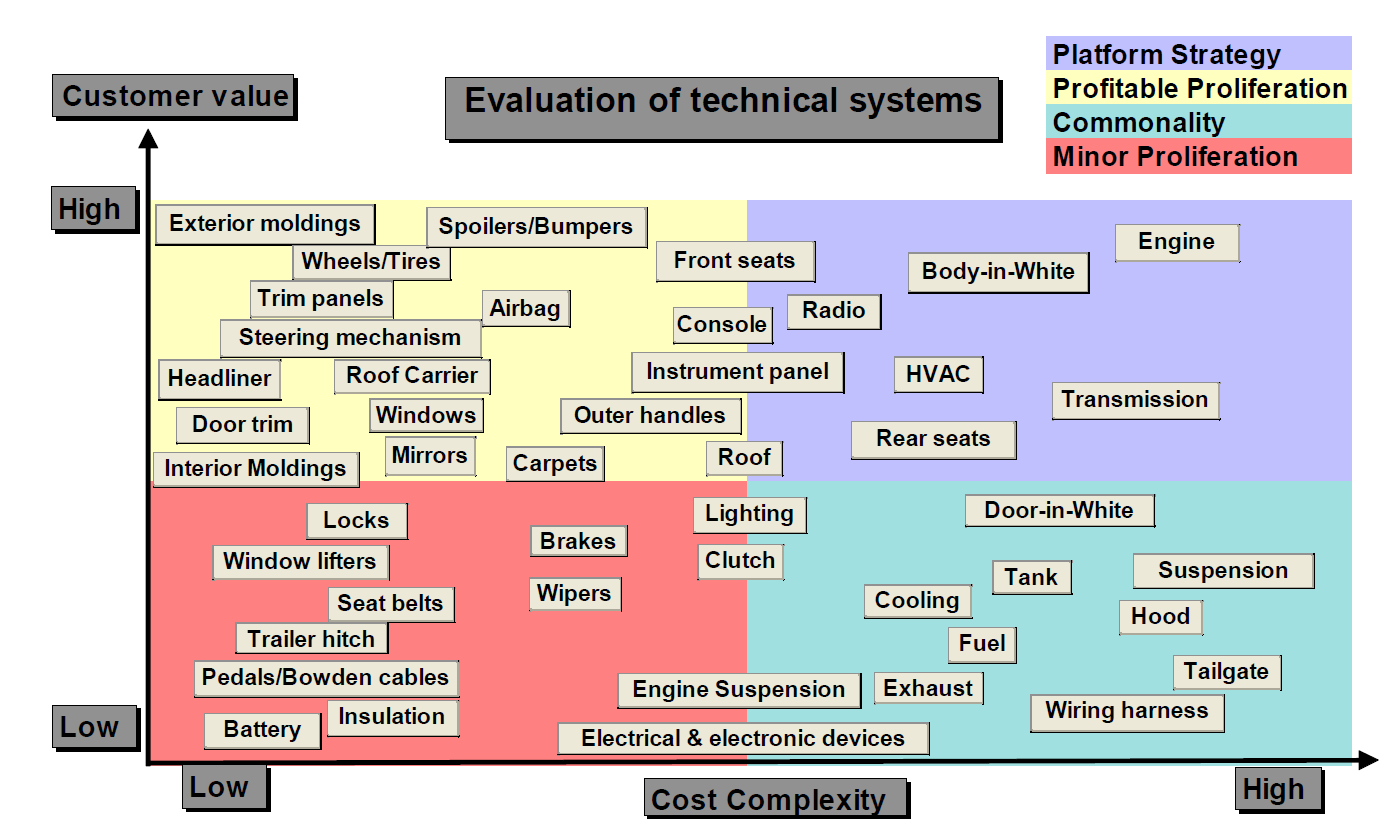 Platform Strategy
Customer value
Evaluation of technical systems
Profitable Proliferation
Commonality
Minor Proliferation
High
Exterior moldings
Spoilers/Bumpers
Engine
Wheels/Tires
Front seats
Body-in-White
Trim panels
Airbag
Radio
Steering mechanism
Console
Headliner
Roof Carrier
Instrument panel
HVAC
Transmission
Door trim
Windows
Outer handles
Rear seats
Interior Moldings
Mirrors
Carpets
Roof
Locks
Lighting
Door-in-White
Window lifters
Brakes
Clutch
Tank
Suspension
Seat belts
Wipers
Cooling
Hood
Trailer hitch
Fuel
Pedals/Bowden cables
Engine Suspension
Exhaust
Tailgate
Battery
Insulation
Wiring harness
Low
Electrical & electronic devices
Low
Cost Complexity
High